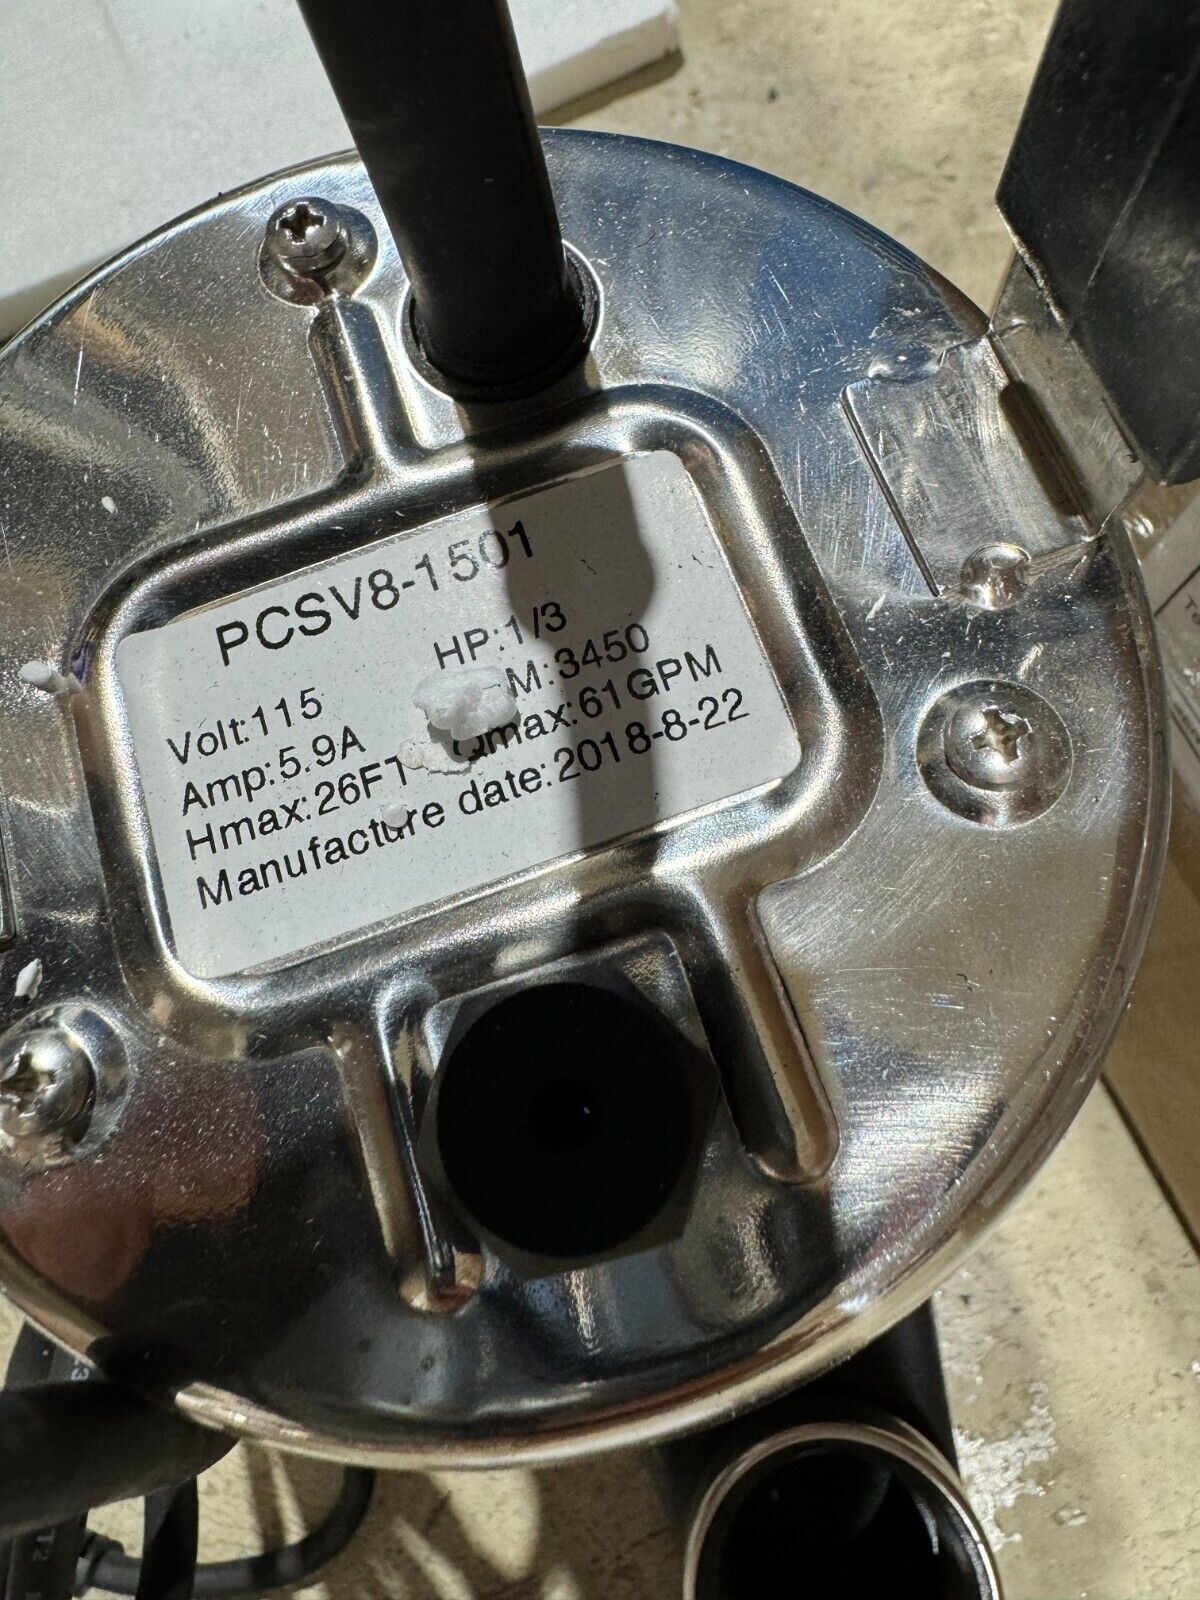 PCSV8-1501
Volt:115 HP:1/3
Amp:5.9A M:3450
Hmax:26FT Qmax:61GPM
Manufacture date:2018-8-22